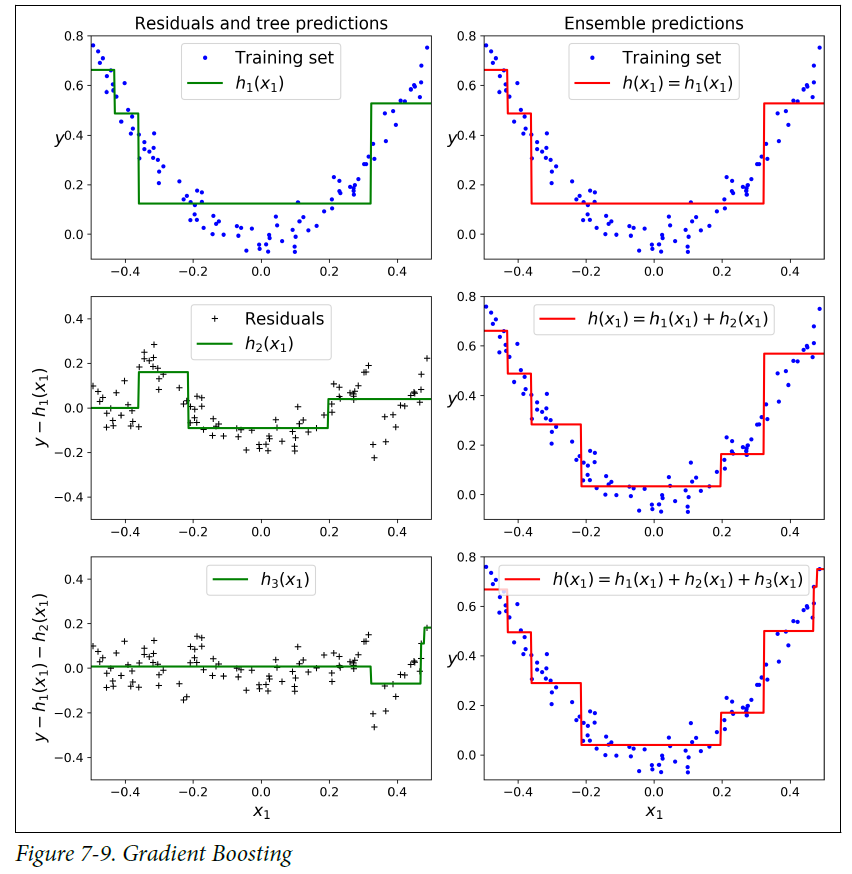 Residuals and tree predictions
Ensemble predictions
0.8
0.6
0.4
0.2
0.0
y
Training set
h₁(x₁)
−0.4 −0.2 0.0 0.2 0.4
0.8
0.6
0.4
0.2
0.0
y
Training set
h(x₁) = h₁(x₁)
−0.4 −0.2 0.0 0.2 0.4
0.4
0.2
0.0
−0.2
−0.4
y − h₁(x₁)
Residuals
h₂(x₁)
−0.4 −0.2 0.0 0.2 0.4
0.8
0.6
0.4
0.2
0.0
y
h(x₁) = h₁(x₁) + h₂(x₁)
−0.4 −0.2 0.0 0.2 0.4
0.4
0.2
0.0
−0.2
−0.4
y − h₁(x₁) − h₂(x₁)
h₃(x₁)
−0.4 −0.2 0.0 0.2 0.4
x₁
0.8
0.6
0.4
0.2
0.0
y
h(x₁) = h₁(x₁) + h₂(x₁) + h₃(x₁)
−0.4 −0.2 0.0 0.2 0.4
x₁
Figure 7-9. Gradient Boosting